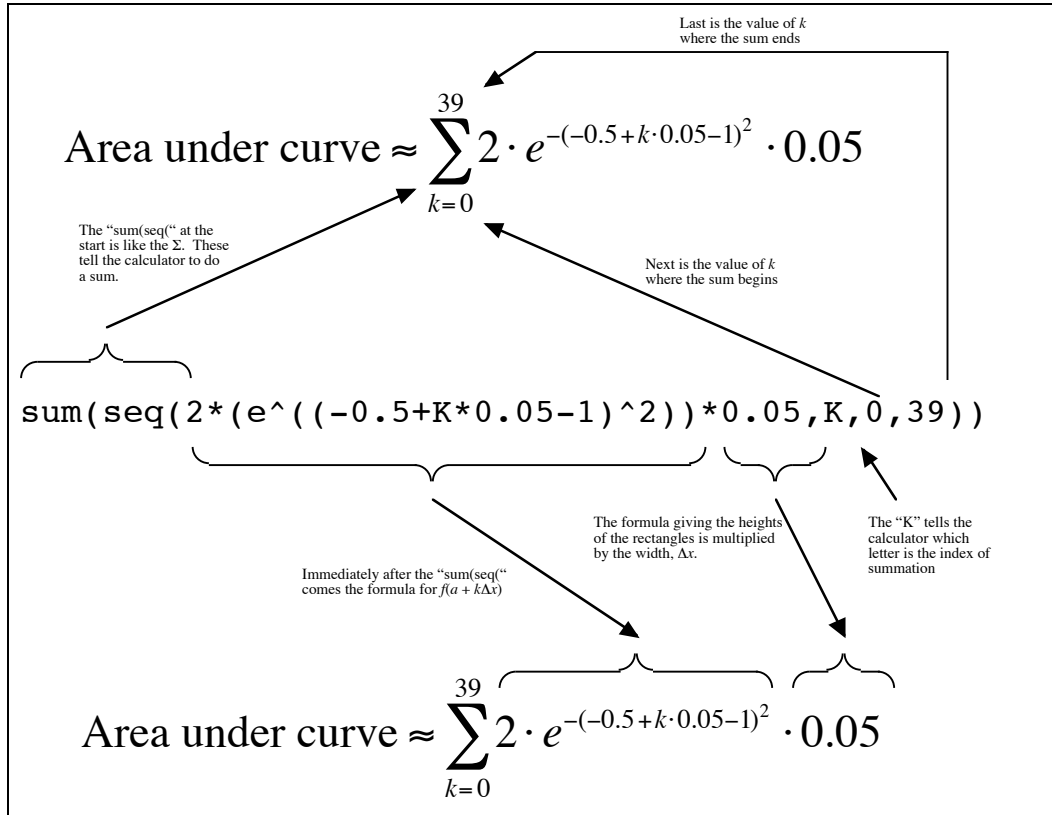 Last is the value of k
where the sum ends
Area under curve ≈ ∑_{k=0}^{39} 2 · e^{-(-0.5+k·0.05-1)^2} · 0.05
The “sum(seq(“ at the
start is like the Σ. These
tell the calculator to do
a sum.
Next is the value of k
where the sum begins
sum(seq(2*(e^((-0.5+K*0.05-1)^2))*0.05,K,0,39))
The formula giving the heights
of the rectangles is multiplied
by the width, Δx.
The “K” tells the
calculator which
letter is the index of
summation
Immediately after the “sum(seq(“
comes the formula for f(a + kΔx)
Area under curve ≈ ∑_{k=0}^{39} 2 · e^{-(-0.5+k·0.05-1)^2} · 0.05